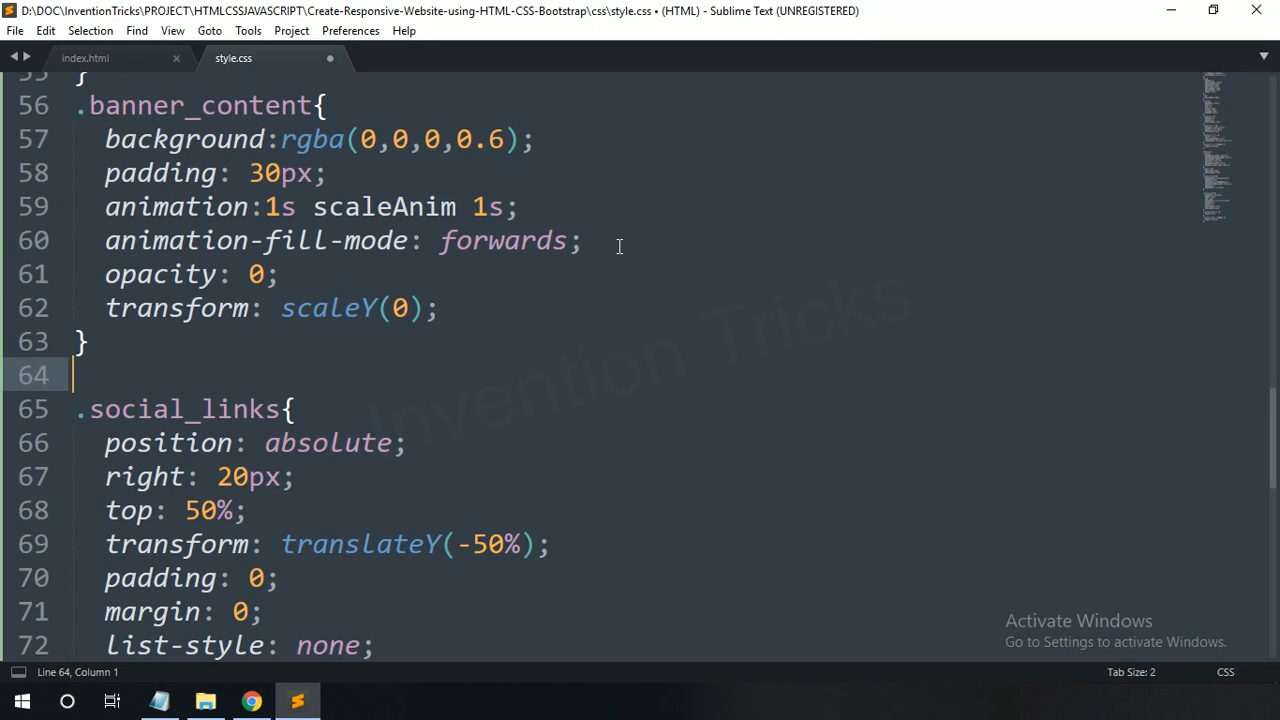 D:\DOC\InventionTricks\PROJECT\HTMLCSSJAVASCRIPT\Create-Responsive-Website-using-HTML-CSS-Bootstrap\css\style.css • (HTML) - Sublime Text (UNREGISTERED)
File Edit Selection Find View Goto Tools Project Preferences Help
index.html style.css
55 }
56 .banner_content{
57 background:rgba(0,0,0,0.6);
58 padding: 30px;
59 animation:1s scaleAnim 1s;
60 animation-fill-mode: forwards;
61 opacity: 0;
62 transform: scaleY(0);
63 }
64
65 .social_links{
66 position: absolute;
67 right: 20px;
68 top: 50%;
69 transform: translateY(-50%);
70 padding: 0;
71 margin: 0;
72 list-style: none;
Invention Tricks
Activate Windows
Go to Settings to activate Windows.
Line 64, Column 1 Tab Size: 2 CSS